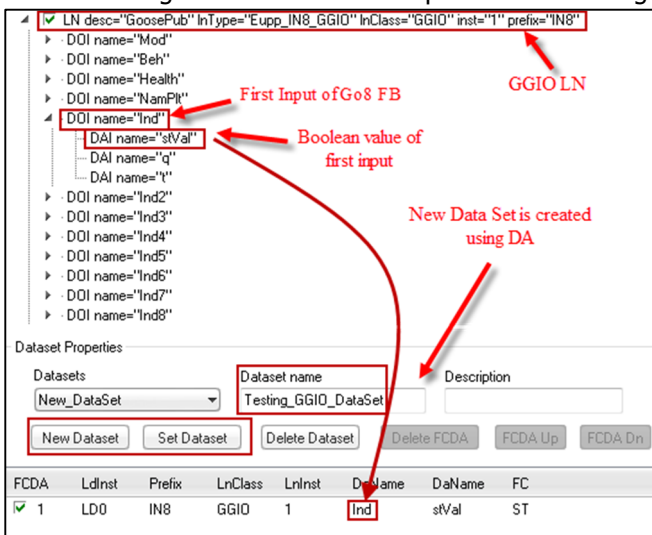 LN desc="GoosePub" lnType="Eupp_IN8_GGIO" lnClass="GGIO" inst="1" prefix="IN8"
DOI name="Mod"
DOI name="Beh"
DOI name="Health"
GGIO LN
DOI name="NamPlt"
First Input of Go8 FB
DOI name="Ind"
DAI name="stVal"
Boolean value of
first input
DAI name="q"
DAI name="t"
DOI name="Ind2"
DOI name="Ind3"
New Data Set is created
using DA
DOI name="Ind4"
DOI name="Ind5"
DOI name="Ind6"
DOI name="Ind7"
DOI name="Ind8"
Dataset Properties
Datasets Dataset name Description
New_DataSet Testing_GGIO_DataSet
New Dataset Set Dataset Delete Dataset Delete FCDA FCDA Up FCDA Dn
FCDA LdInst Prefix LnClass LnInst DoName DaName FC
1 LD0 IN8 GGIO 1 Ind stVal ST